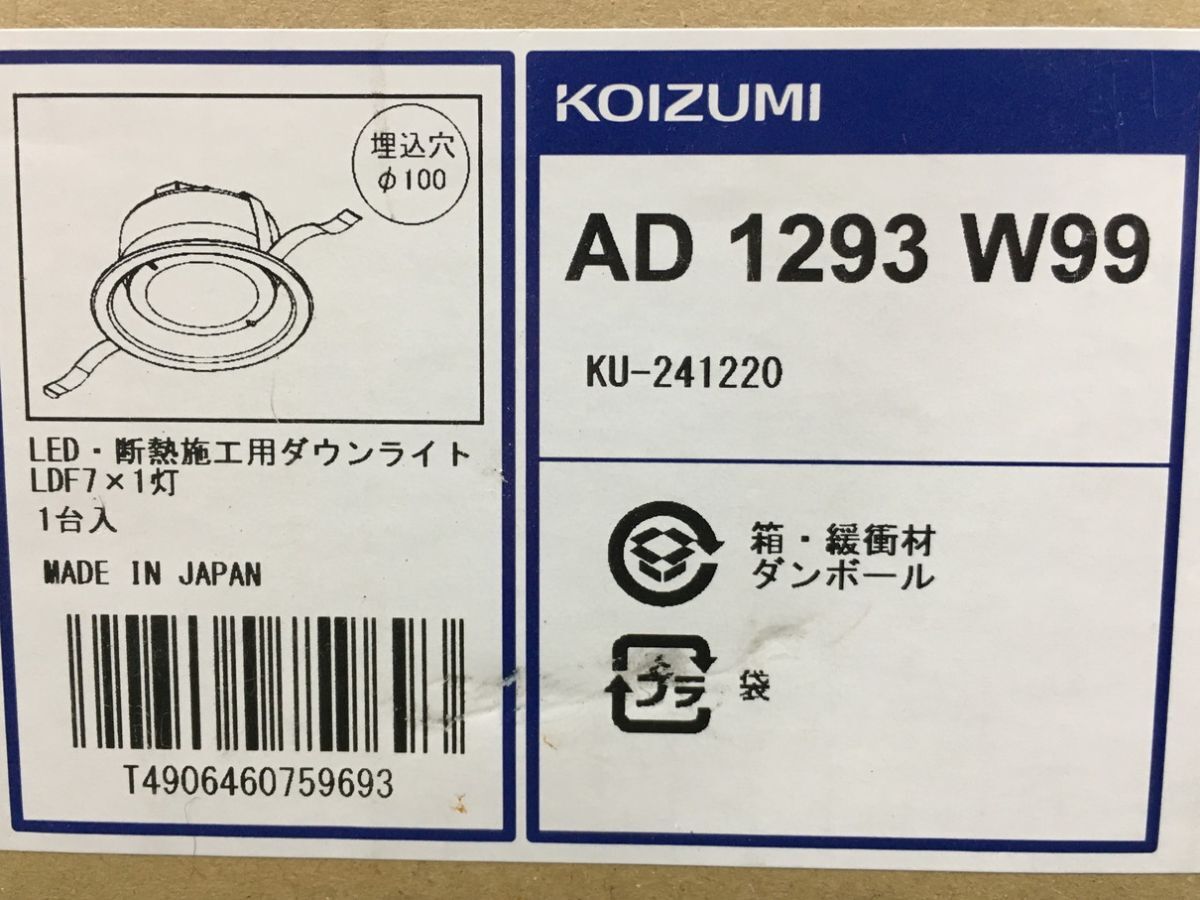 埋込穴
φ100
LED・断熱施工用ダウンライト
LDF7×1灯
1台入
MADE IN JAPAN
T4906460759693
KOIZUMI
AD 1293 W99
KU-241220
箱・緩衝材
ダンボール
プラ
袋